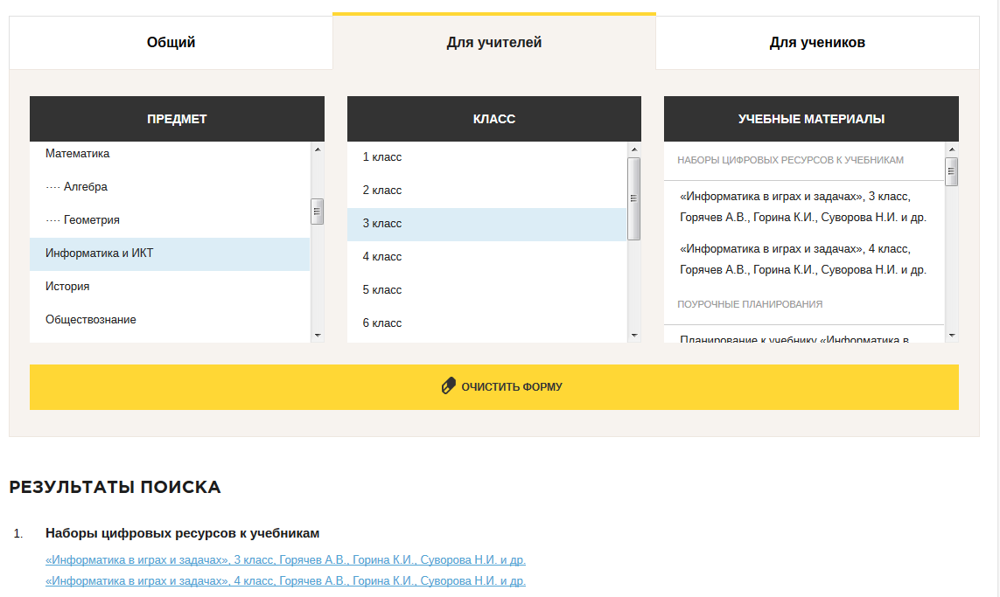 Общий
Для учителей
Для учеников
ПРЕДМЕТ
Математика
···· Алгебра
···· Геометрия
Информатика и ИКТ
История
Обществознание
КЛАСС
1 класс
2 класс
3 класс
4 класс
5 класс
6 класс
УЧЕБНЫЕ МАТЕРИАЛЫ
НАБОРЫ ЦИФРОВЫХ РЕСУРСОВ К УЧЕБНИКАМ
«Информатика в играх и задачах», 3 класс,
Горячев А.В., Горина К.И., Суворова Н.И. и др.
«Информатика в играх и задачах», 4 класс,
Горячев А.В., Горина К.И., Суворова Н.И. и др.
ПОУРОЧНЫЕ ПЛАНИРОВАНИЯ
Планирование к учебнику «Информатика в
ОЧИСТИТЬ ФОРМУ
РЕЗУЛЬТАТЫ ПОИСКА
1. Наборы цифровых ресурсов к учебникам
«Информатика в играх и задачах», 3 класс, Горячев А.В., Горина К.И., Суворова Н.И. и др.
«Информатика в играх и задачах», 4 класс, Горячев А.В., Горина К.И., Суворова Н.И. и др.